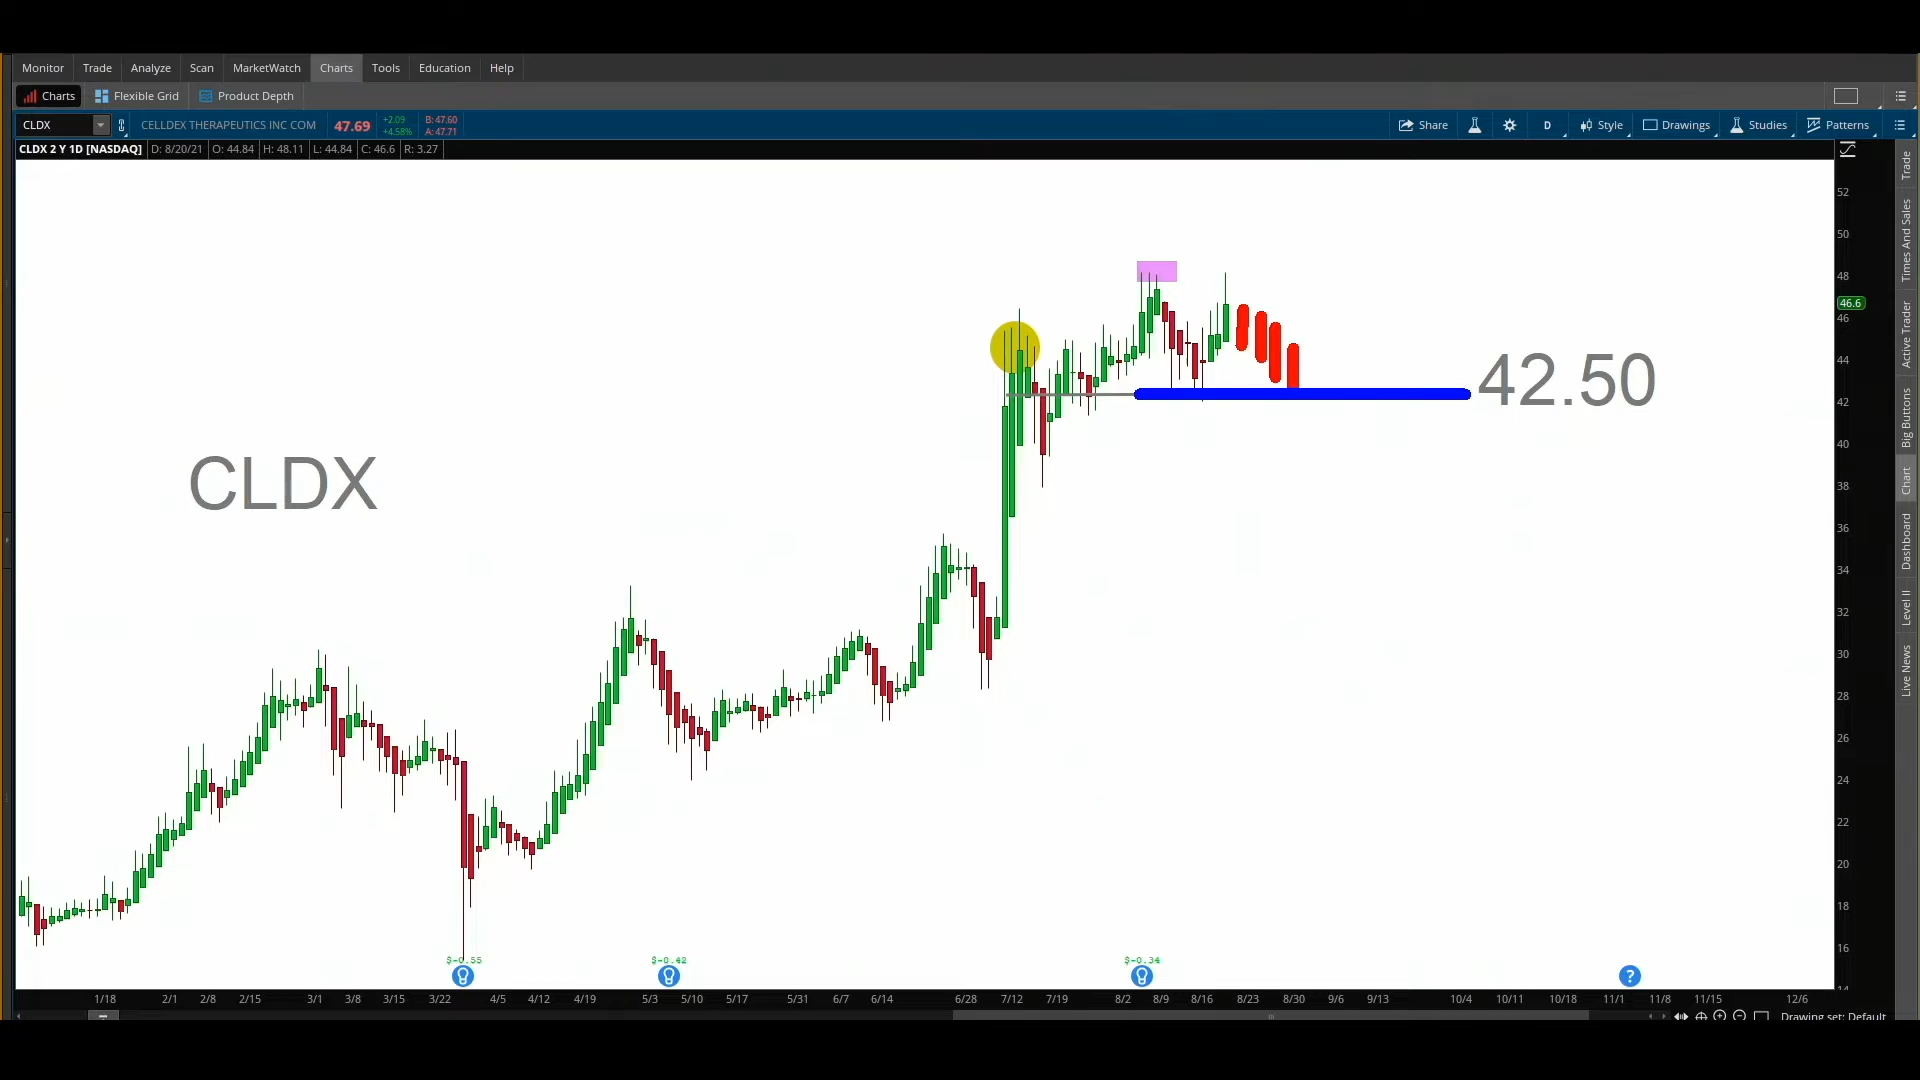 Monitor Trade Analyze Scan MarketWatch Charts Tools Education Help
Charts Flexible Grid Product Depth
CLDX CELLDEX THERAPEUTICS INC COM 47.69 +2.09 +4.58% B: 47.60 A: 47.71 Share D Style Drawings Studies Patterns
CLDX 2 Y 1D [NASDAQ] D: 8/20/21 O: 44.84 H: 48.11 L: 44.84 C: 46.6 R: 3.27
52
50
48
46.6
46
44
42
40
38
36
34
32
30
28
26
24
22
20
18
16
14
42.50
CLDX
$-0.55 $-0.42 $-0.34
?
1/18 2/1 2/8 2/15 3/1 3/8 3/15 3/22 4/5 4/12 4/19 5/3 5/10 5/17 5/31 6/7 6/14 6/28 7/12 7/19 8/2 8/9 8/16 8/23 8/30 9/6 9/13 10/4 10/11 10/18 11/1 11/8 11/15 12/6
Drawing set: Default
Trade
Times And Sales
Active Trader
Big Buttons
Chart
Dashboard
Level II
Live News